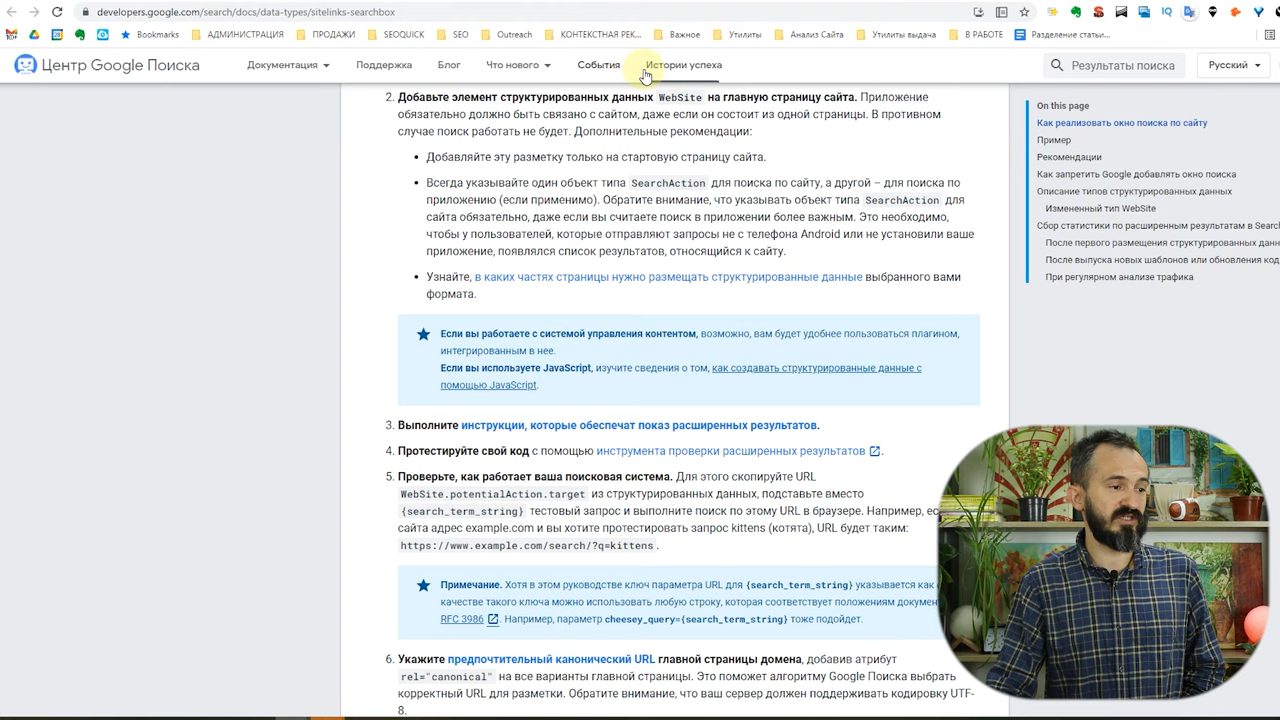 developers.google.com/search/docs/data-types/sitelinks-searchbox
Bookmarks АДМИНИСТРАЦИЯ ПРОДАЖИ SEOQUICK SEO Outreach КОНТЕКСТНАЯ РЕК... Важное Утилиты Анализ Сайта Утилиты выдача В РАБОТЕ Разделение статьи...
Центр Google Поиска Документация Поддержка Блог Что нового События Истории успеха Результаты поиска Русский
2. Добавьте элемент структурированных данных WebSite на главную страницу сайта. Приложение
обязательно должно быть связано с сайтом, даже если он состоит из одной страницы. В противном
случае поиск работать не будет. Дополнительные рекомендации:
• Добавляйте эту разметку только на стартовую страницу сайта.
• Всегда указывайте один объект типа SearchAction для поиска по сайту, а другой – для поиска по
приложению (если применимо). Обратите внимание, что указывать объект типа SearchAction для
сайта обязательно, даже если вы считаете поиск в приложении более важным. Это необходимо,
чтобы у пользователей, которые отправляют запросы не с телефона Android или не установили ваше
приложение, появлялся список результатов, относящийся к сайту.
• Узнайте, в каких частях страницы нужно размещать структурированные данные выбранного вами
формата.
Если вы работаете с системой управления контентом, возможно, вам будет удобнее пользоваться плагином,
интегрированным в нее.
Если вы используете JavaScript, изучите сведения о том, как создавать структурированные данные с
помощью JavaScript.
3. Выполните инструкции, которые обеспечат показ расширенных результатов.
4. Протестируйте свой код с помощью инструмента проверки расширенных результатов.
5. Проверьте, как работает ваша поисковая система. Для этого скопируйте URL
WebSite.potentialAction.target из структурированных данных, подставьте вместо
{search_term_string} тестовый запрос и выполните поиск по этому URL в браузере. Например, ес
сайта адрес example.com и вы хотите протестировать запрос kittens (котята), URL будет таким:
https://www.example.com/search/?q=kittens.
Примечание. Хотя в этом руководстве ключ параметра URL для {search_term_string} указывается как
качестве такого ключа можно использовать любую строку, которая соответствует положениям докумен
RFC 3986. Например, параметр cheesey_query={search_term_string} тоже подойдет.
6. Укажите предпочтительный канонический URL главной страницы домена, добавив атрибут
rel="canonical" на все варианты главной страницы. Это поможет алгоритму Google Поиска выбрать
корректный URL для разметки. Обратите внимание, что ваш сервер должен поддерживать кодировку UTF-
8.
On this page
Как реализовать окно поиска по сайту
Пример
Рекомендации
Как запретить Google добавлять окно поиска
Описание типов структурированных данных
Измененный тип WebSite
Сбор статистики по расширенным результатам в Searc
После первого размещения структурированных данн
После выпуска новых шаблонов или обновления код
При регулярном анализе трафика